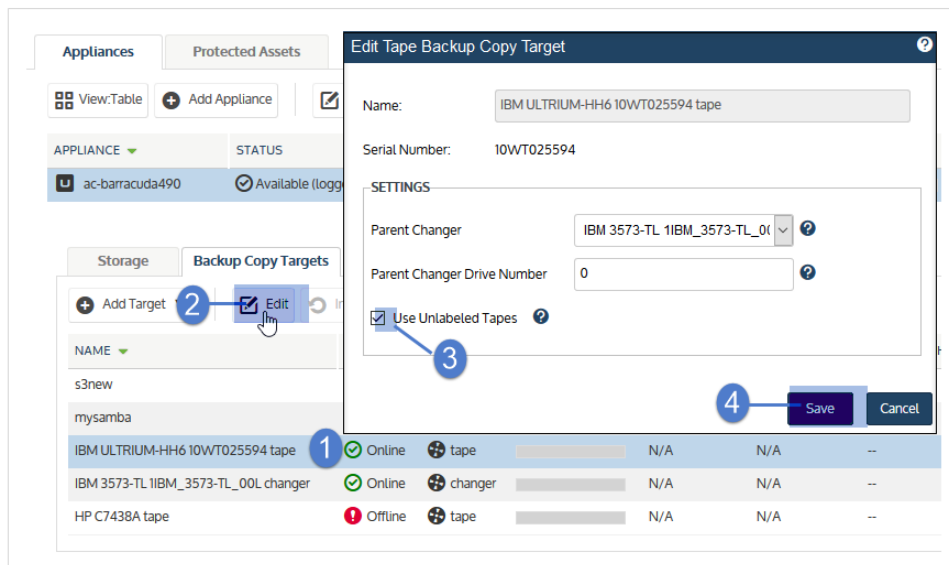 Appliances Protected Assets
View:Table Add Appliance
APPLIANCE STATUS
ac-barracuda490 Available (logg
Storage Backup Copy Targets
Add Target 2 Edit
NAME
s3new
mysamba
IBM ULTRIUM-HH6 10WT025594 tape 1 Online tape N/A N/A --
IBM 3573-TL 1IBM_3573-TL_00L changer Online changer N/A N/A --
HP C7438A tape Offline tape N/A N/A --
Edit Tape Backup Copy Target ?
Name: IBM ULTRIUM-HH6 10WT025594 tape
Serial Number: 10WT025594
SETTINGS
Parent Changer IBM 3573-TL 1IBM_3573-TL_00 ?
Parent Changer Drive Number 0 ?
Use Unlabeled Tapes ?
3
4 Save Cancel